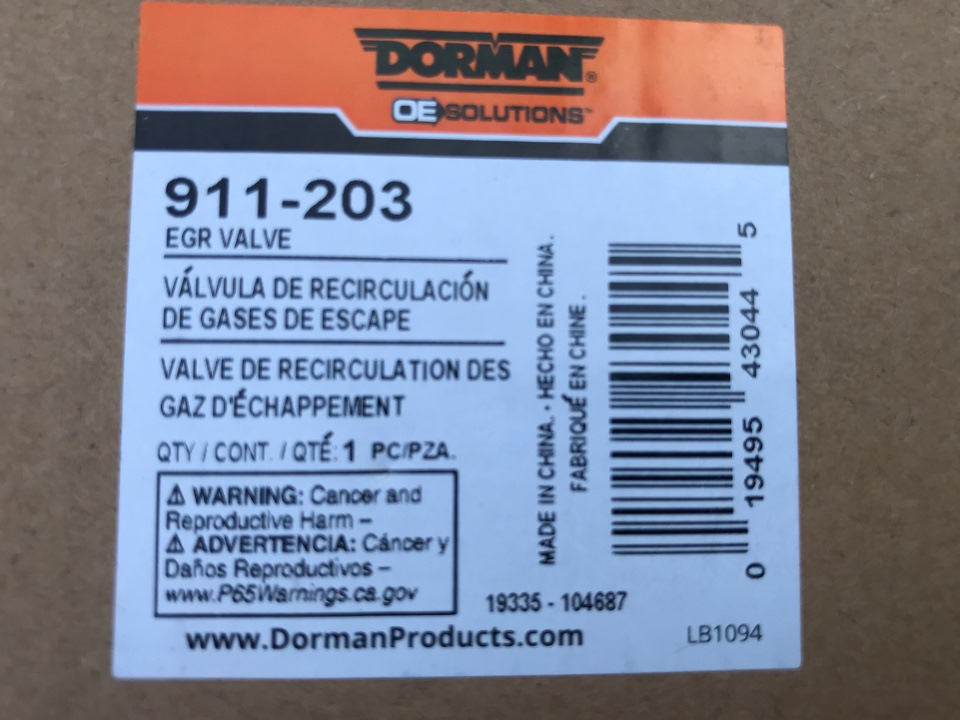 DORMAN®
OE SOLUTIONS™
911-203
EGR VALVE
VÁLVULA DE RECIRCULACIÓN
DE GASES DE ESCAPE
VALVE DE RECIRCULATION DES
GAZ D'ÉCHAPPEMENT
QTY / CONT. / QTÉ: 1 PC/PZA.
⚠ WARNING: Cancer and
Reproductive Harm –
⚠ ADVERTENCIA: Cáncer y
Daños Reproductivos –
www.P65Warnings.ca.gov
MADE IN CHINA. • HECHO EN CHINA.
FABRIQUÉ EN CHINE.
0 19495 43044 5
19335 - 104687
www.DormanProducts.com
LB1094